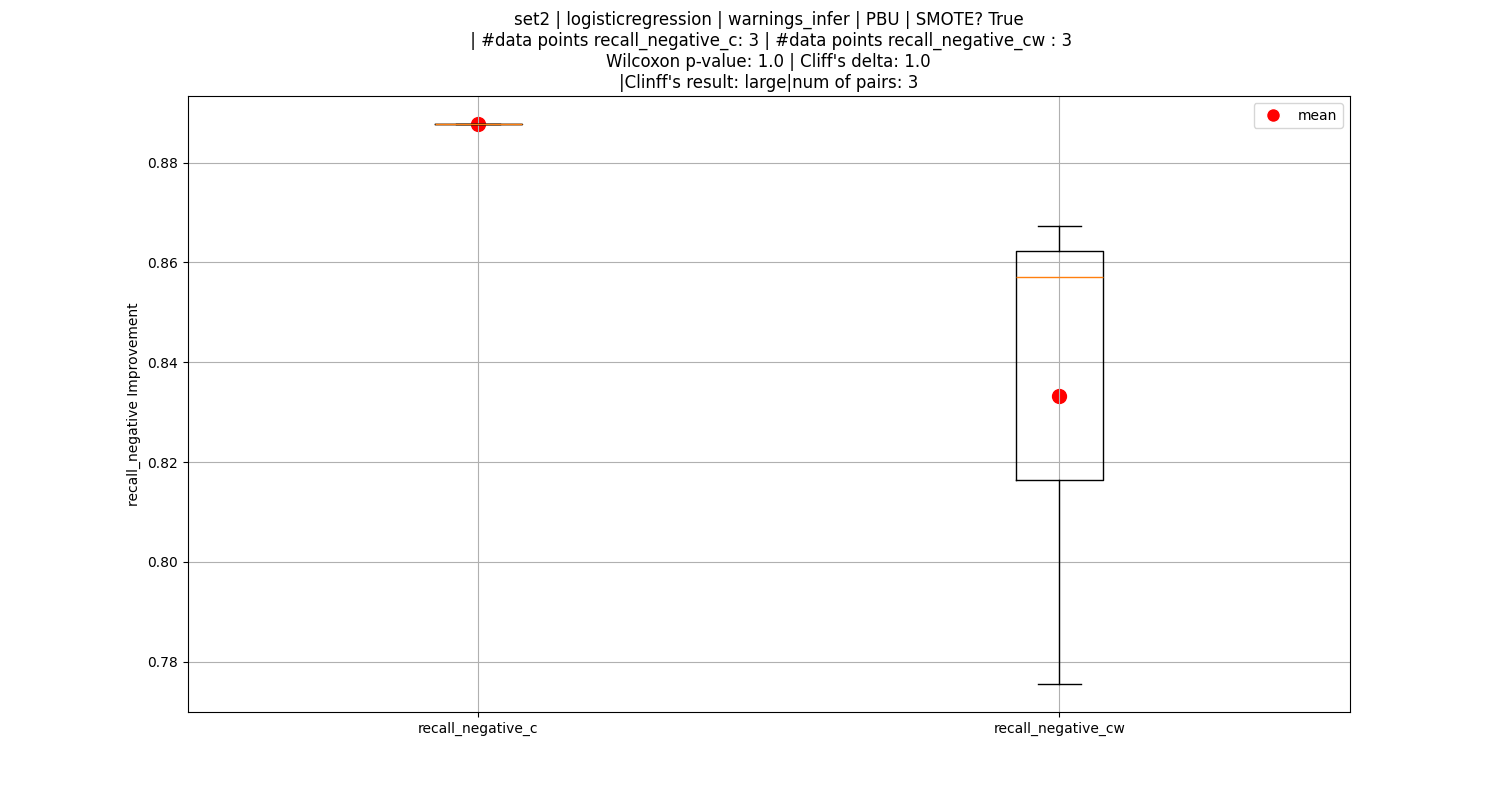 set2 | logisticregression | warnings_infer | PBU | SMOTE? True
| #data points recall_negative_c: 3 | #data points recall_negative_cw : 3
Wilcoxon p-value: 1.0 | Cliff's delta: 1.0
|Clinff's result: large|num of pairs: 3
mean
0.88
0.86
0.84
0.82
0.80
0.78
recall_negative Improvement
recall_negative_c
recall_negative_cw